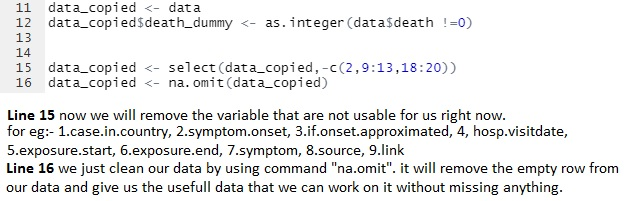 11 data_copied <- data
12 data_copied$death_dummy <- as.integer(data$death !=0)
13
14
15 data_copied <- select(data_copied,-c(2,9:13,18:20))
16 data_copied <- na.omit(data_copied)
Line 15 now we will remove the variable that are not usable for us right now.
for eg:- 1.case.in.country, 2.symptom.onset, 3.if.onset.approximated, 4, hosp.visitdate,
5.exposure.start, 6.exposure.end, 7.symptom, 8.source, 9.link
Line 16 we just clean our data by using command "na.omit". it will remove the empty row from
our data and give us the usefull data that we can work on it without missing anything.